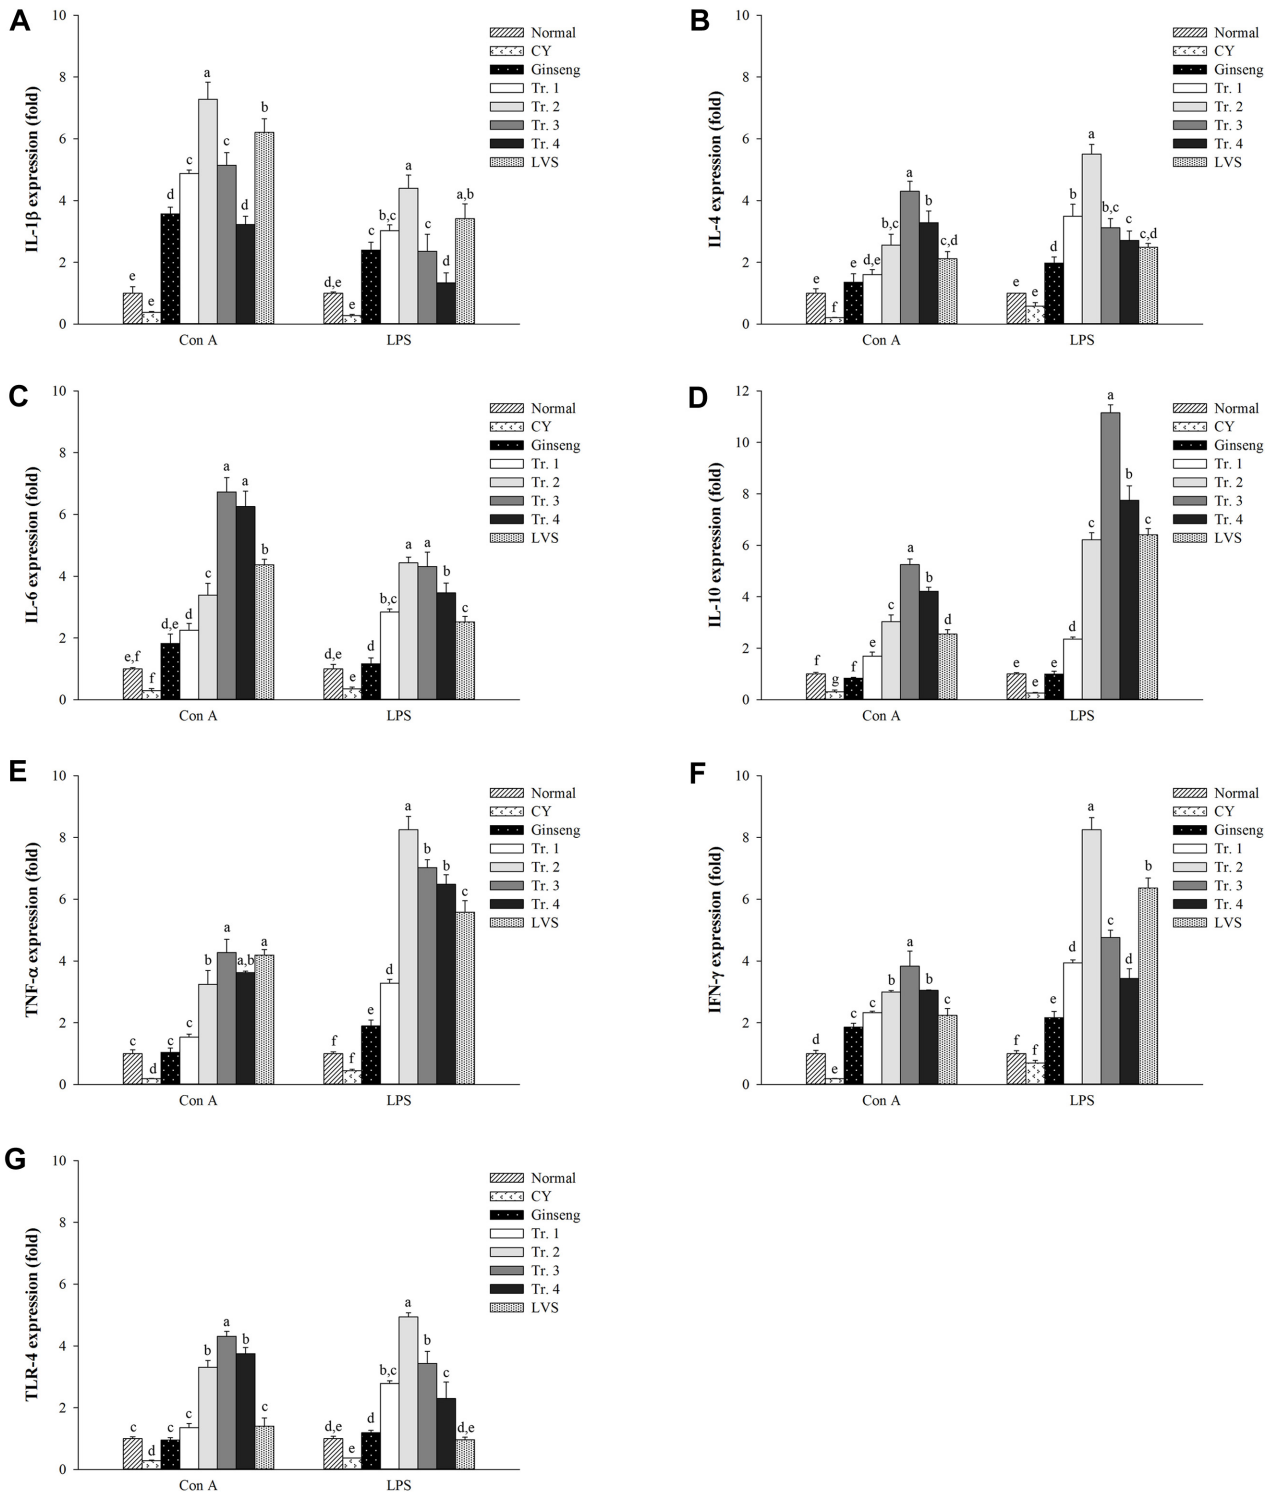 A
IL-1β expression (fold)
10
8
6
4
2
0
e
e
d
c
a
c
d
b
d,e
e
c
b,c
a
c
d
a,b
Con A
LPS
Normal
CY
Ginseng
Tr. 1
Tr. 2
Tr. 3
Tr. 4
LVS
B
IL-4 expression (fold)
10
8
6
4
2
0
e
f
e
d,e
b,c
a
b
c,d
e
e
d
b
a
b,c
c
c,d
Con A
LPS
Normal
CY
Ginseng
Tr. 1
Tr. 2
Tr. 3
Tr. 4
LVS
C
IL-6 expression (fold)
10
8
6
4
2
0
e,f
f
d,e
d
c
a
a
b
d,e
e
d
b,c
a
a
b
c
Con A
LPS
Normal
CY
Ginseng
Tr. 1
Tr. 2
Tr. 3
Tr. 4
LVS
D
IL-10 expression (fold)
12
10
8
6
4
2
0
f
g
f
e
c
a
b
d
e
e
e
d
c
a
b
c
Con A
LPS
Normal
CY
Ginseng
Tr. 1
Tr. 2
Tr. 3
Tr. 4
LVS
E
TNF-α expression (fold)
10
8
6
4
2
0
c
d
c
c
b
a
a,b
a
f
f
e
d
a
b
b
c
Con A
LPS
Normal
CY
Ginseng
Tr. 1
Tr. 2
Tr. 3
Tr. 4
LVS
F
IFN-γ expression (fold)
10
8
6
4
2
0
d
e
c
c
b
a
b
c
f
f
e
d
a
c
d
b
Con A
LPS
Normal
CY
Ginseng
Tr. 1
Tr. 2
Tr. 3
Tr. 4
LVS
G
TLR-4 expression (fold)
10
8
6
4
2
0
c
d
c
c
b
a
b
c
d,e
e
d
b,c
a
b
c
d,e
Con A
LPS
Normal
CY
Ginseng
Tr. 1
Tr. 2
Tr. 3
Tr. 4
LVS